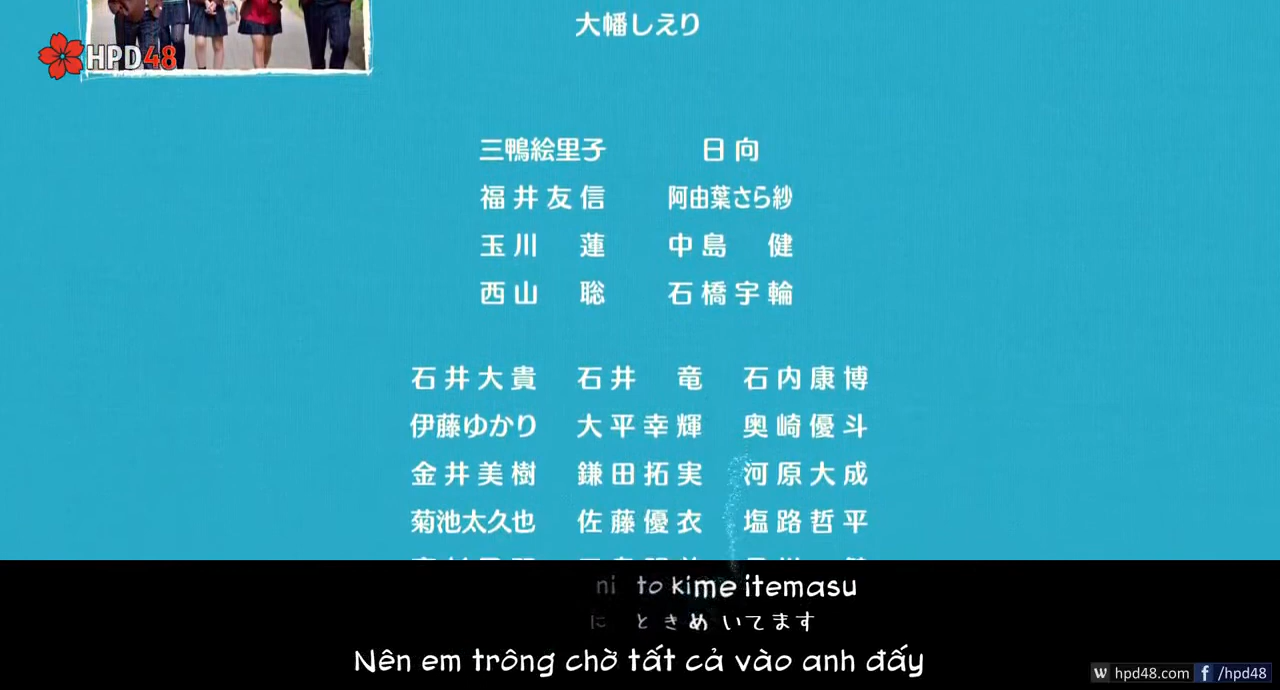 大幡しえり
HPD48
三鴨絵里子 日向
福井友信 阿由葉さら紗
玉川 蓮 中島 健
西山 聡 石橋宇輪
石井大貴 石井 竜 石内康博
伊藤ゆかり 大平幸輝 奥崎優斗
金井美樹 鎌田拓実 河原大成
菊池太久也 佐藤優衣 塩路哲平
ni to kime itemasu
に ときめ いてます
Nên em trông chờ tất cả vào anh đấy
W hpd48.com f /hpd48